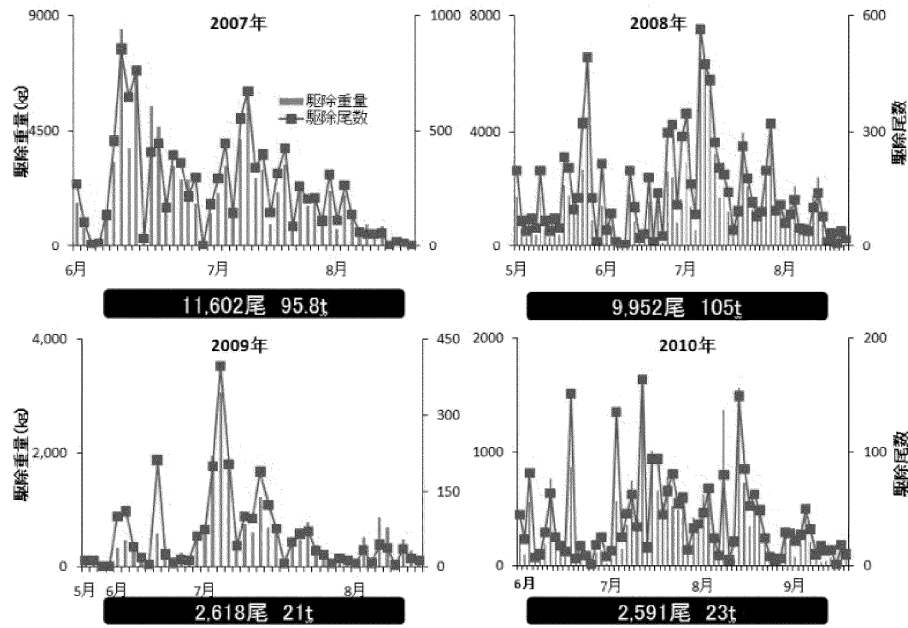 2007年
9000
4500
0
1000
500
0
駆除重量(kg)
駆除重量
駆除尾数
6月
7月
8月
11,602尾 95.8t
2008年
8000
4000
0
600
300
0
駆除尾数
5月
6月
7月
8月
9,952尾 105t
2009年
4,000
2,000
0
450
300
150
0
駆除重量(kg)
5月
6月
7月
8月
2,618尾 21t
2010年
2000
1000
0
200
100
0
駆除尾数
6月
7月
8月
9月
2,591尾 23t